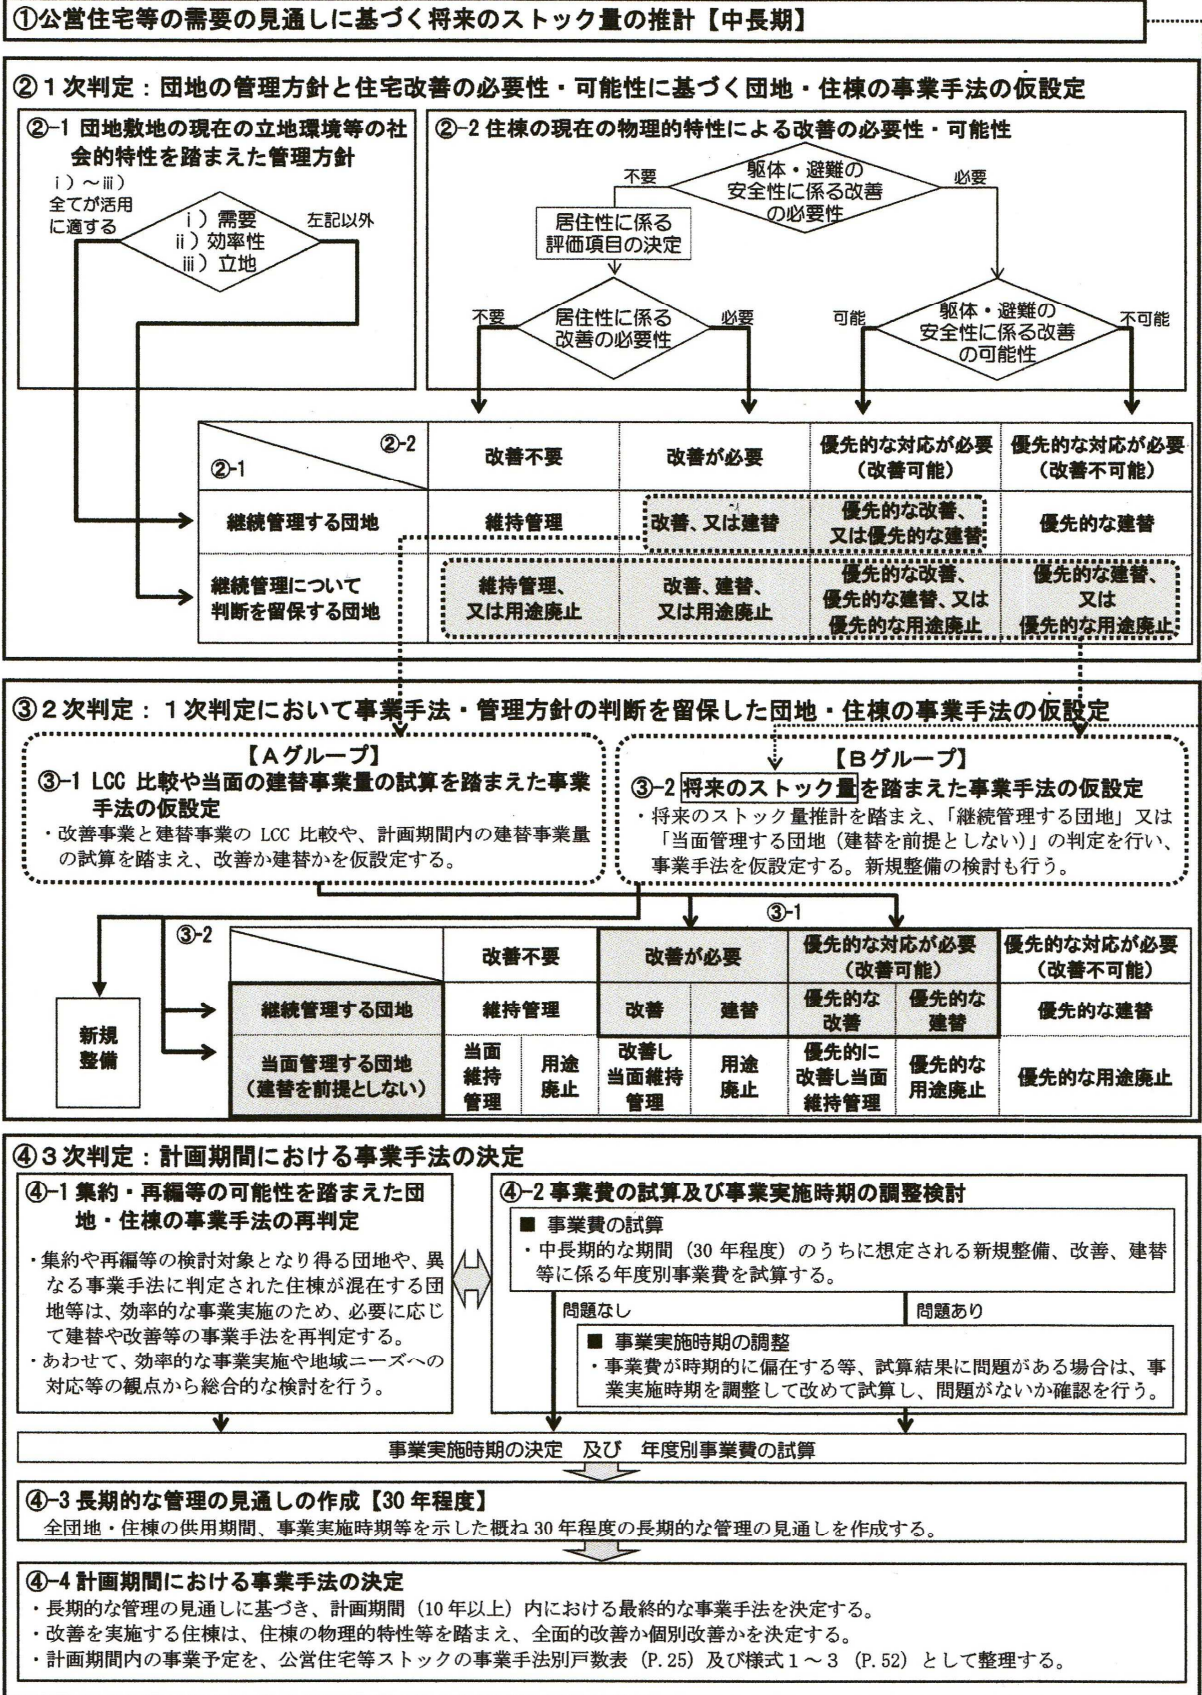 ①公営住宅等の需要の見通しに基づく将来のストック量の推計【中長期】
②1次判定：団地の管理方針と住宅改善の必要性・可能性に基づく団地・住棟の事業手法の仮設定
②-1 団地敷地の現在の立地環境等の社
会的特性を踏まえた管理方針
ⅰ）～ⅲ）
全てが活用
に適する
ⅰ）需要
ⅱ）効率性
ⅲ）立地
左記以外
②-2 住棟の現在の物理的特性による改善の必要性・可能性
不要
躯体・避難の
安全性に係る改善
の必要性
必要
居住性に係る
評価項目の決定
不要
居住性に係る
改善の必要性
必要
可能
躯体・避難の
安全性に係る改善
の可能性
不可能
②-2
②-1
改善不要
改善が必要
優先的な対応が必要
（改善可能）
優先的な対応が必要
（改善不可能）
継続管理する団地
維持管理
改善、又は建替
優先的な改善、
又は優先的な建替
優先的な建替
継続管理について
判断を留保する団地
維持管理、
又は用途廃止
改善、建替、
又は用途廃止
優先的な改善、
優先的な建替、又は
優先的な用途廃止
優先的な建替、
又は
優先的な用途廃止
③2次判定：1次判定において事業手法・管理方針の判断を留保した団地・住棟の事業手法の仮設定
【Aグループ】
③-1 LCC 比較や当面の建替事業量の試算を踏まえた事業
手法の仮設定
・改善事業と建替事業の LCC 比較や、計画期間内の建替事業量
の試算を踏まえ、改善か建替かを仮設定する。
【Bグループ】
③-2 将来のストック量を踏まえた事業手法の仮設定
・将来のストック量推計を踏まえ、「継続管理する団地」又は
「当面管理する団地（建替を前提としない）」の判定を行い、
事業手法を仮設定する。新規整備の検討も行う。
③-1
③-2
改善不要
改善が必要
優先的な対応が必要
（改善可能）
優先的な対応が必要
（改善不可能）
新規
整備
継続管理する団地
維持管理
改善
建替
優先的な
改善
優先的な
建替
優先的な建替
当面管理する団地
（建替を前提としない）
当面
維持
管理
用途
廃止
改善し
当面維持
管理
用途
廃止
優先的に
改善し当面
維持管理
優先的な
用途廃止
優先的な用途廃止
④3次判定：計画期間における事業手法の決定
④-1 集約・再編等の可能性を踏まえた団
地・住棟の事業手法の再判定
・集約や再編等の検討対象となり得る団地や、異
なる事業手法に判定された住棟が混在する団
地等は、効率的な事業実施のため、必要に応じ
て建替や改善等の事業手法を再判定する。
・あわせて、効率的な事業実施や地域ニーズへの
対応等の観点から総合的な検討を行う。
④-2 事業費の試算及び事業実施時期の調整検討
■ 事業費の試算
・中長期的な期間（30 年程度）のうちに想定される新規整備、改善、建替
等に係る年度別事業費を試算する。
問題なし
問題あり
■ 事業実施時期の調整
・事業費が時期的に偏在する等、試算結果に問題がある場合は、事
業実施時期を調整して改めて試算し、問題がないか確認を行う。
事業実施時期の決定 及び 年度別事業費の試算
④-3 長期的な管理の見通しの作成【30 年程度】
全団地・住棟の供用期間、事業実施時期等を示した概ね 30 年程度の長期的な管理の見通しを作成する。
④-4 計画期間における事業手法の決定
・長期的な管理の見通しに基づき、計画期間（10 年以上）内における最終的な事業手法を決定する。
・改善を実施する住棟は、住棟の物理的特性等を踏まえ、全面的改善か個別改善かを決定する。
・計画期間内の事業予定を、公営住宅等ストックの事業手法別戸数表（P.25）及び様式1～3（P.52）として整理する。